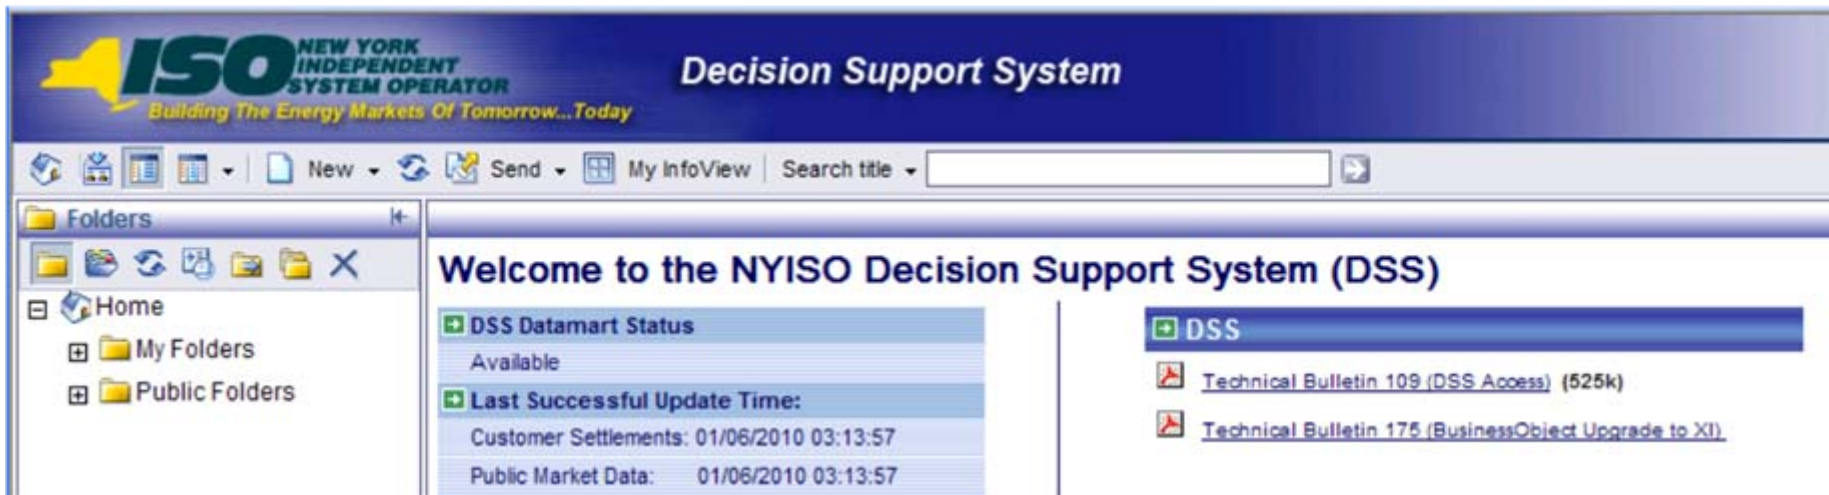 ISO NEW YORK
INDEPENDENT
SYSTEM OPERATOR
Building The Energy Markets Of Tomorrow...Today
Decision Support System
New Send My InfoView Search title
Folders
Home
My Folders
Public Folders
Welcome to the NYISO Decision Support System (DSS)
DSS Datamart Status
Available
Last Successful Update Time:
Customer Settlements: 01/06/2010 03:13:57
Public Market Data: 01/06/2010 03:13:57
DSS
Technical Bulletin 109 (DSS Access) (525k)
Technical Bulletin 175 (BusinessObject Upgrade to XI)